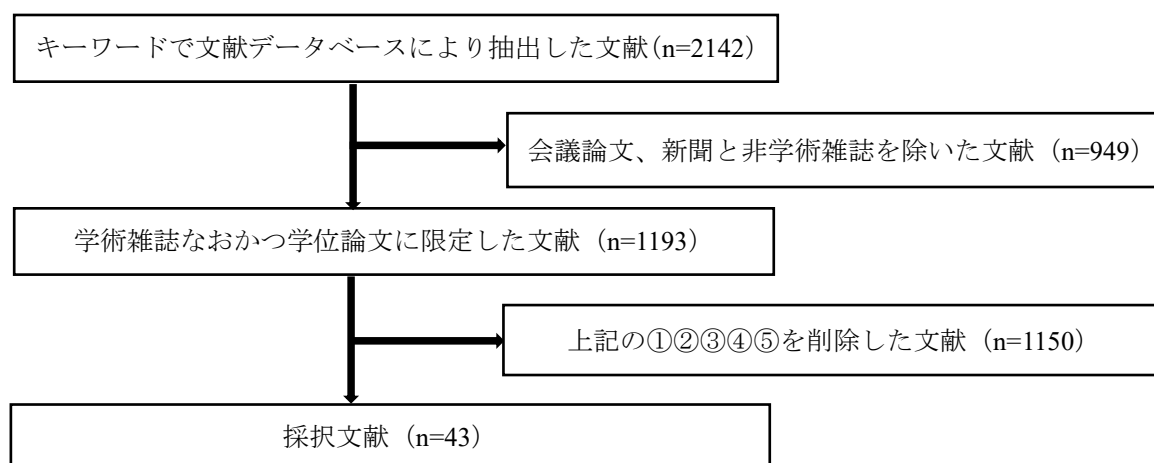 キーワードで文献データベースにより抽出した文献（n=2142）
会議論文、新聞と非学術雑誌を除いた文献（n=949）
学術雑誌なおかつ学位論文に限定した文献（n=1193）
上記の①②③④⑤を削除した文献（n=1150）
採択文献（n=43）